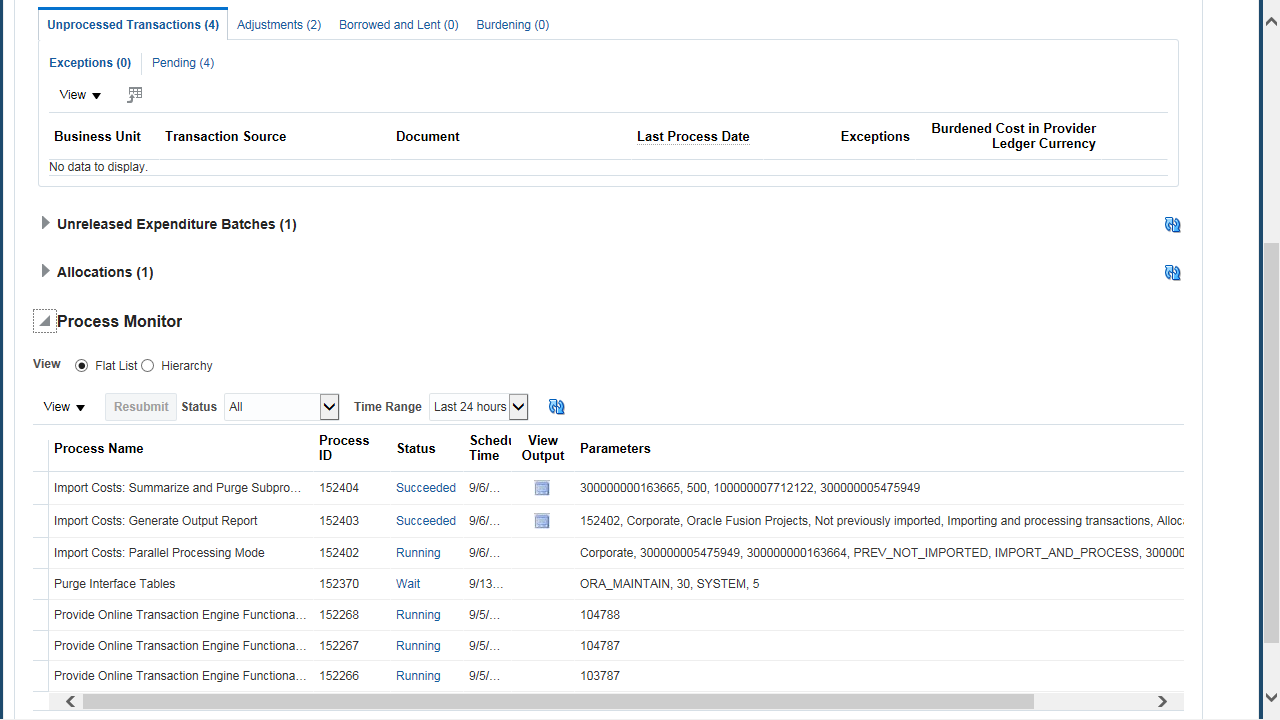 Unprocessed Transactions (4) Adjustments (2) Borrowed and Lent (0) Burdening (0)
Exceptions (0) Pending (4)
View
Business Unit Transaction Source Document Last Process Date Exceptions Burdened Cost in Provider
Ledger Currency
No data to display.
Unreleased Expenditure Batches (1)
Allocations (1)
Process Monitor
View Flat List Hierarchy
View Resubmit Status All Time Range Last 24 hours
Process Name Process ID Status Schedu Time View Output Parameters
Import Costs: Summarize and Purge Subpro... 152404 Succeeded 9/6/... 300000000163665, 500, 100000007712122, 300000005475949
Import Costs: Generate Output Report 152403 Succeeded 9/6/... 152402, Corporate, Oracle Fusion Projects, Not previously imported, Importing and processing transactions, Alloc
Import Costs: Parallel Processing Mode 152402 Running 9/6/... Corporate, 300000005475949, 300000000163664, PREV_NOT_IMPORTED, IMPORT_AND_PROCESS, 300000
Purge Interface Tables 152370 Wait 9/13... ORA_MAINTAIN, 30, SYSTEM, 5
Provide Online Transaction Engine Functiona... 152268 Running 9/5/... 104788
Provide Online Transaction Engine Functiona... 152267 Running 9/5/... 104787
Provide Online Transaction Engine Functiona... 152266 Running 9/5/... 103787